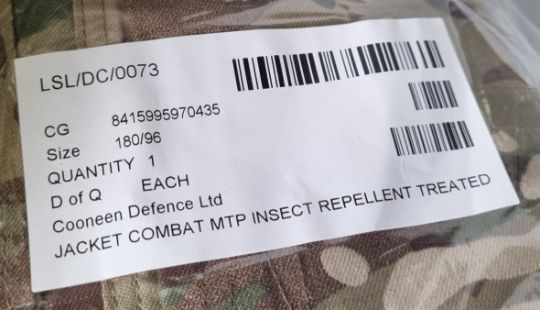 LSL/DC/0073
CG 8415995970435
Size 180/96
QUANTITY 1
D of Q EACH
Cooneen Defence Ltd
JACKET COMBAT MTP INSECT REPELLENT TREATED